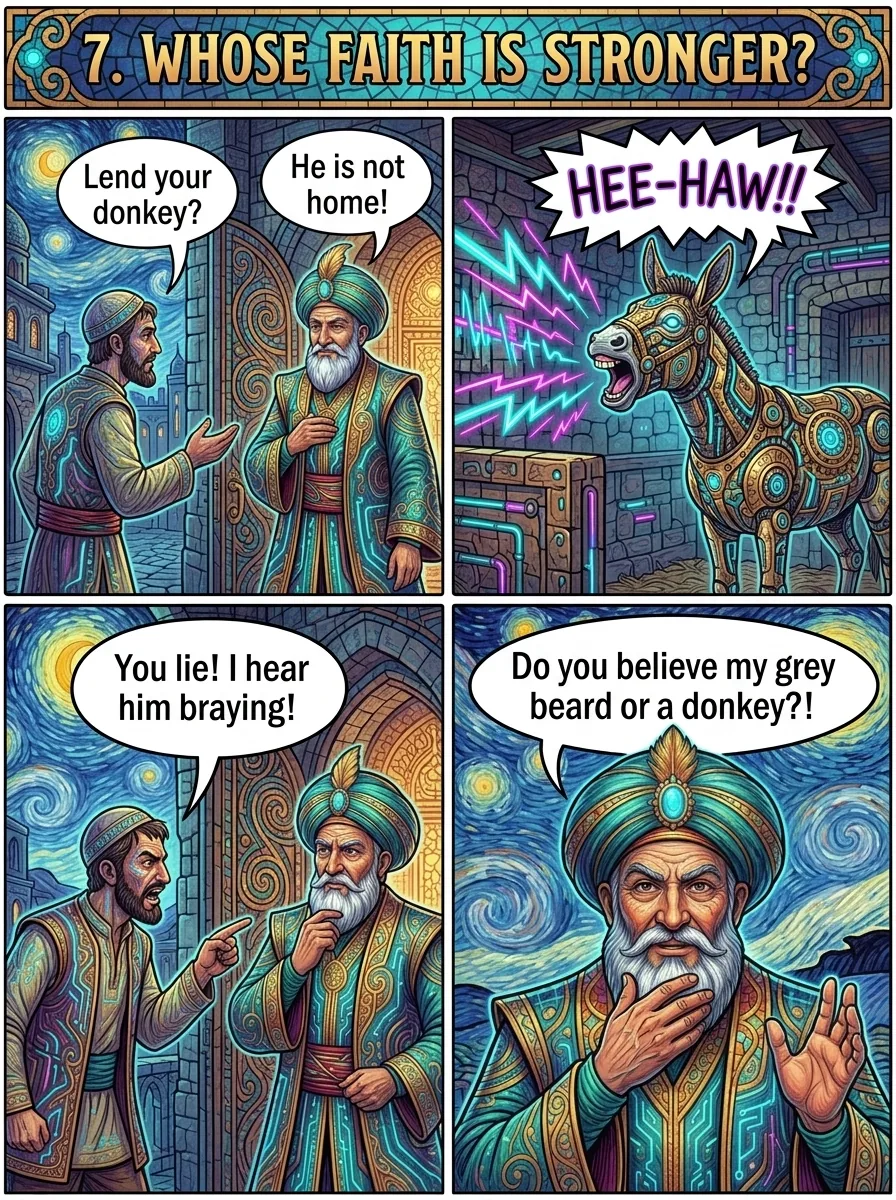 7. WHOSE FAITH IS STRONGER?
Lend your
donkey?
He is not
home!
HEE-HAW!!
You lie! I hear
him braying!
Do you believe my grey
beard or a donkey?!